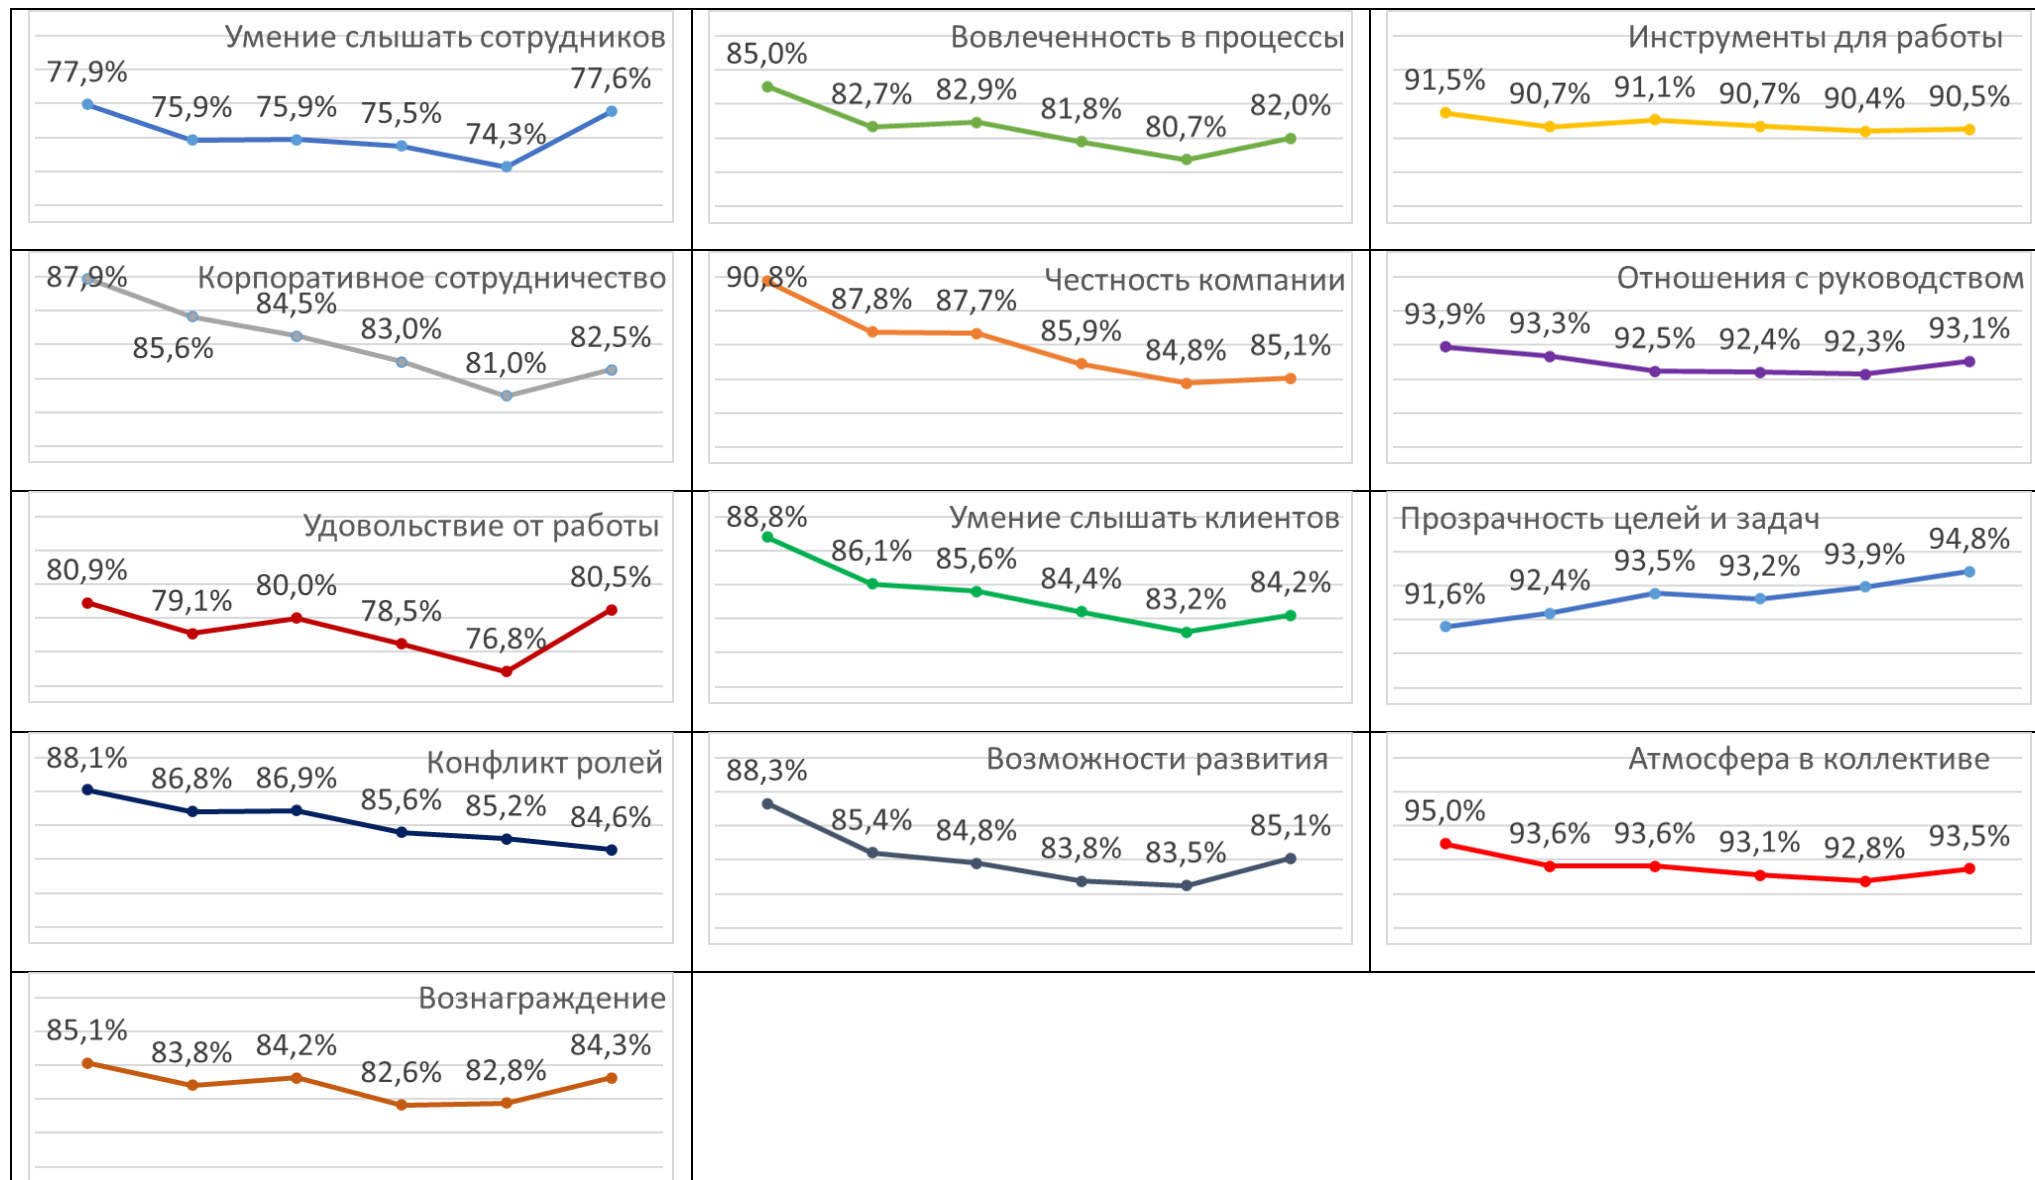 Умение слышать сотрудников
77,9% 75,9% 75,9% 75,5% 74,3% 77,6%
Вовлеченность в процессы
85,0% 82,7% 82,9% 81,8% 80,7% 82,0%
Инструменты для работы
91,5% 90,7% 91,1% 90,7% 90,4% 90,5%
Корпоративное сотрудничество
87,9% 85,6% 84,5% 83,0% 81,0% 82,5%
Честность компании
90,8% 87,8% 87,7% 85,9% 84,8% 85,1%
Отношения с руководством
93,9% 93,3% 92,5% 92,4% 92,3% 93,1%
Удовольствие от работы
80,9% 79,1% 80,0% 78,5% 76,8% 80,5%
Умение слышать клиентов
88,8% 86,1% 85,6% 84,4% 83,2% 84,2%
Прозрачность целей и задач
91,6% 92,4% 93,5% 93,2% 93,9% 94,8%
Конфликт ролей
88,1% 86,8% 86,9% 85,6% 85,2% 84,6%
Возможности развития
88,3% 85,4% 84,8% 83,8% 83,5% 85,1%
Атмосфера в коллективе
95,0% 93,6% 93,6% 93,1% 92,8% 93,5%
Вознаграждение
85,1% 83,8% 84,2% 82,6% 82,8% 84,3%